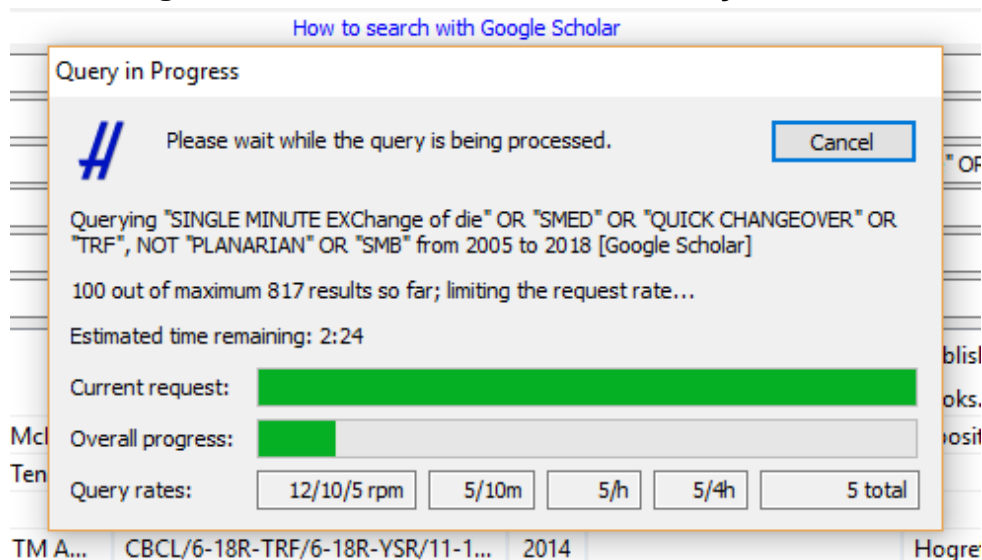 How to search with Google Scholar
Query in Progress
Please wait while the query is being processed.
Cancel
" OR
Querying "SINGLE MINUTE EXChange of die" OR "SMED" OR "QUICK CHANGEOVER" OR
"TRF", NOT "PLANARIAN" OR "SMB" from 2005 to 2018 [Google Scholar]
100 out of maximum 817 results so far; limiting the request rate...
Estimated time remaining: 2:24
Current request:
Overall progress:
Query rates: 12/10/5 rpm 5/10m 5/h 5/4h 5 total
Ten
TM A... CBCL/6-18R-TRF/6-18R-YSR/11-1... 2014 Hogre